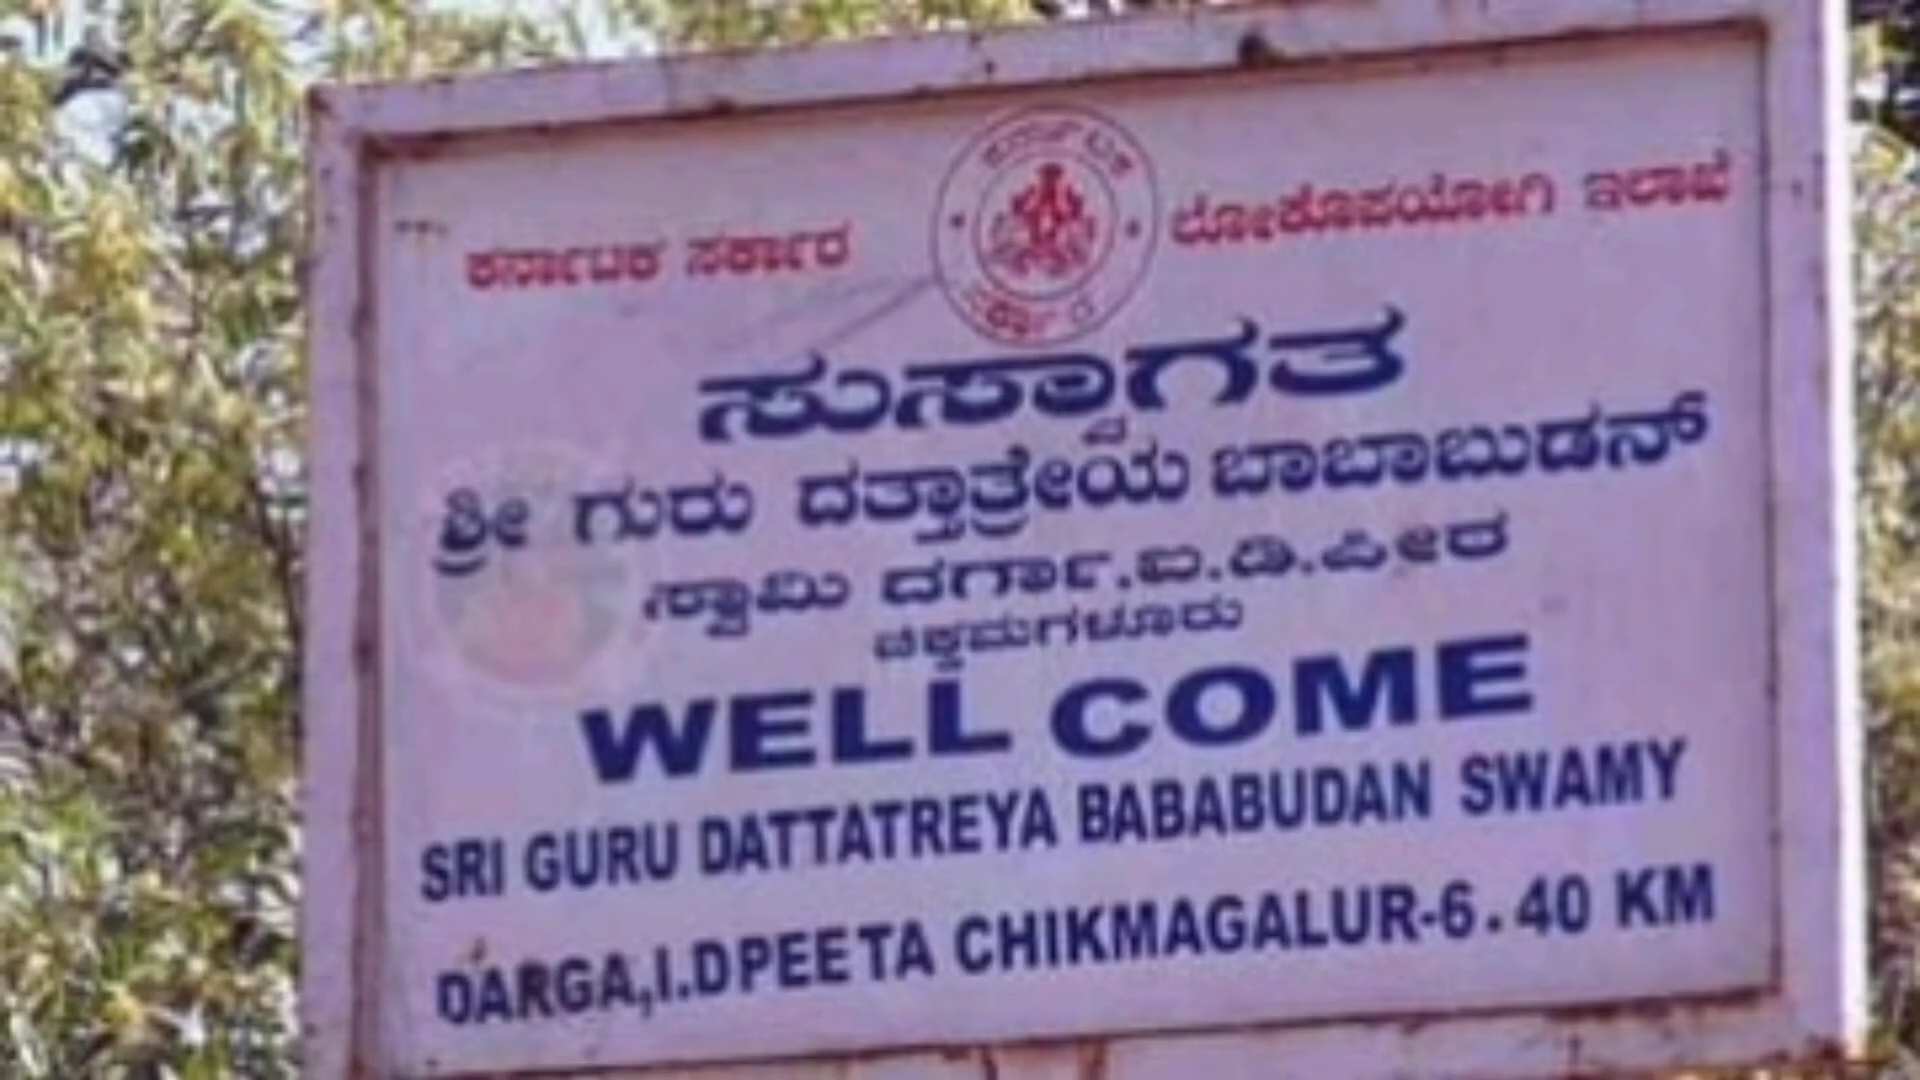 ಕರ್ನಾಟಕ ಸರ್ಕಾರ ಲೋಕೋಪಯೋಗಿ ಇಲಾಖೆ
ಸುಸ್ವಾಗತ
ಶ್ರೀ ಗುರು ದತ್ತಾತ್ರೇಯ ಬಾಬಾಬುಡನ್
ಸ್ವಾಮಿ ದರ್ಗಾ.ಐ.ಡಿ.ಪೀಠ
ಚಿಕ್ಕಮಗಳೂರು
WELL COME
SRI GURU DATTATREYA BABABUDAN SWAMY
DARGA,I.D PEETA CHIKMAGALUR-6.40 KM